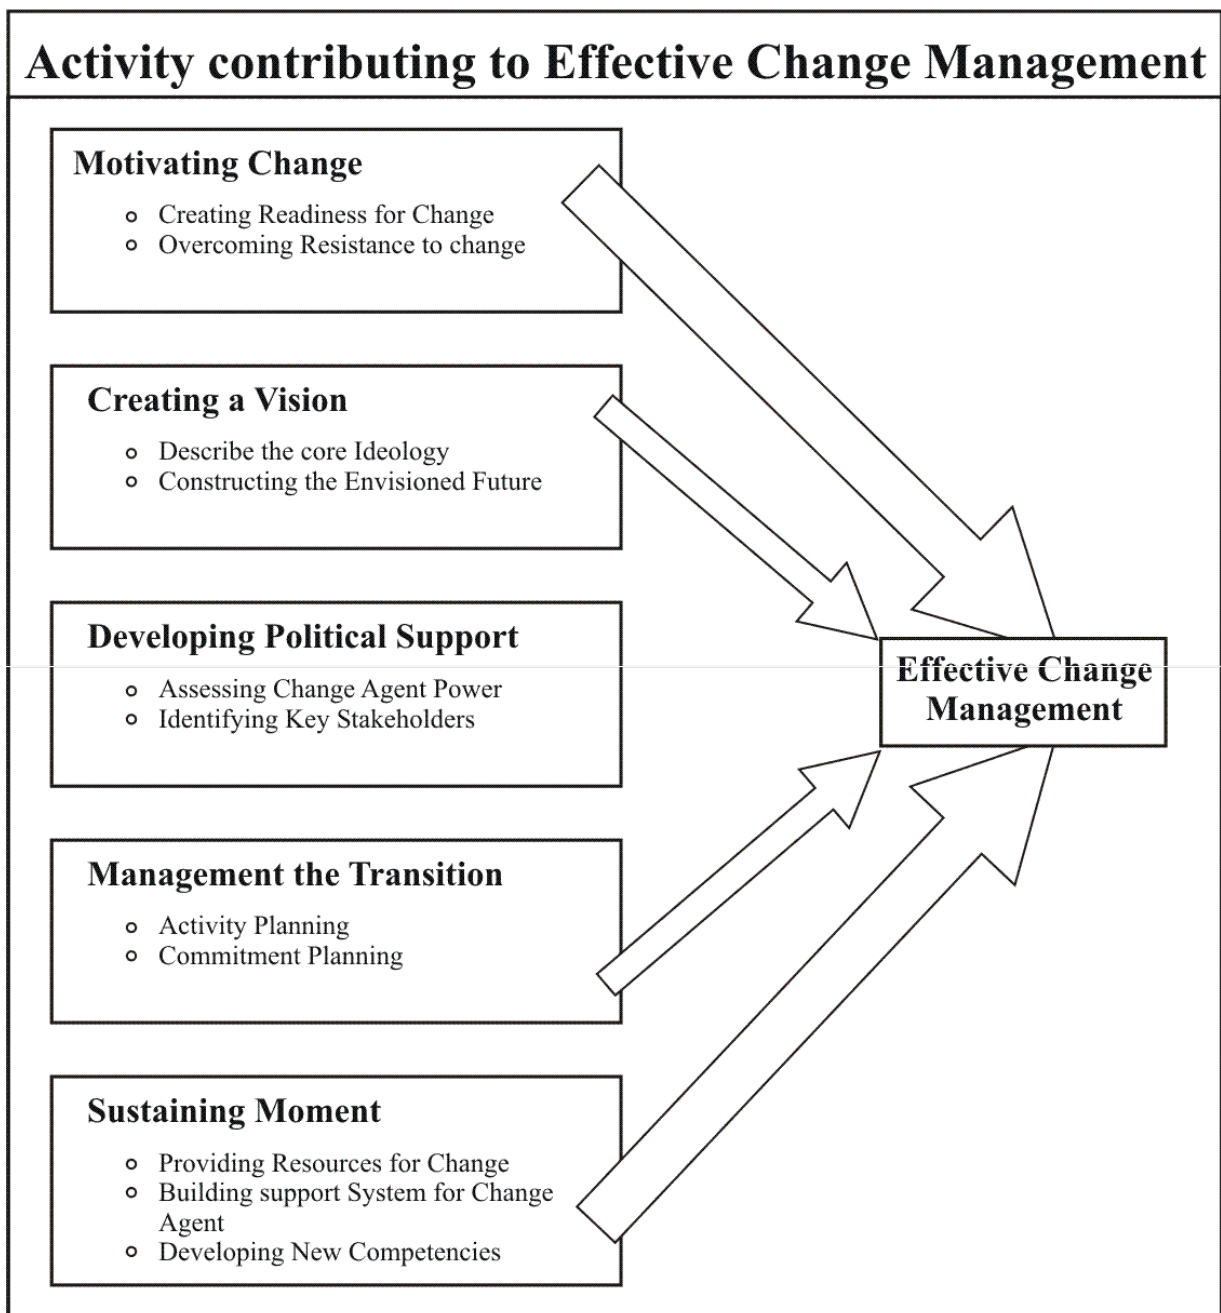 Activity contributing to Effective Change Management
Motivating Change
Creating Readiness for Change
Overcoming Resistance to change
Creating a Vision
Describe the core Ideology
Constructing the Envisioned Future
Developing Political Support
Assessing Change Agent Power
Identifying Key Stakeholders
Management the Transition
Activity Planning
Commitment Planning
Sustaining Moment
Providing Resources for Change
Building support System for Change
Agent
Developing New Competencies
Effective Change
Management